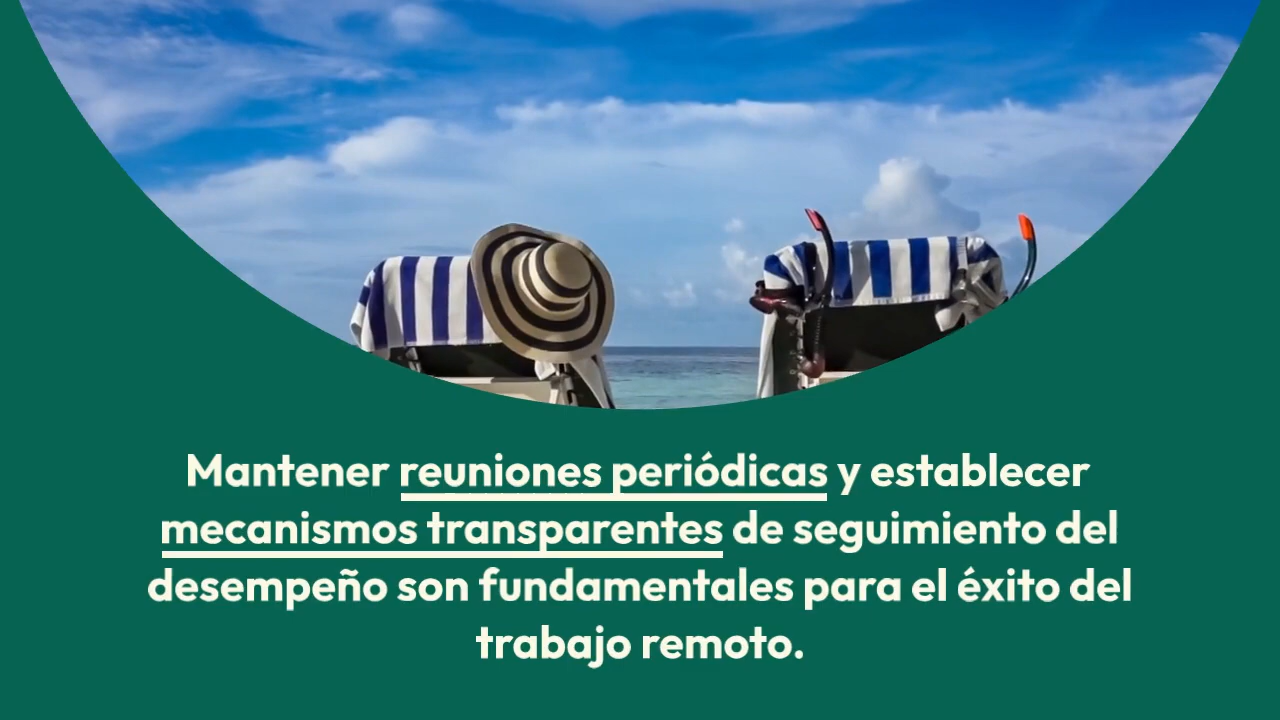 Mantener reuniones periódicas y establecer
mecanismos transparentes de seguimiento del
desempeño son fundamentales para el éxito del
trabajo remoto.